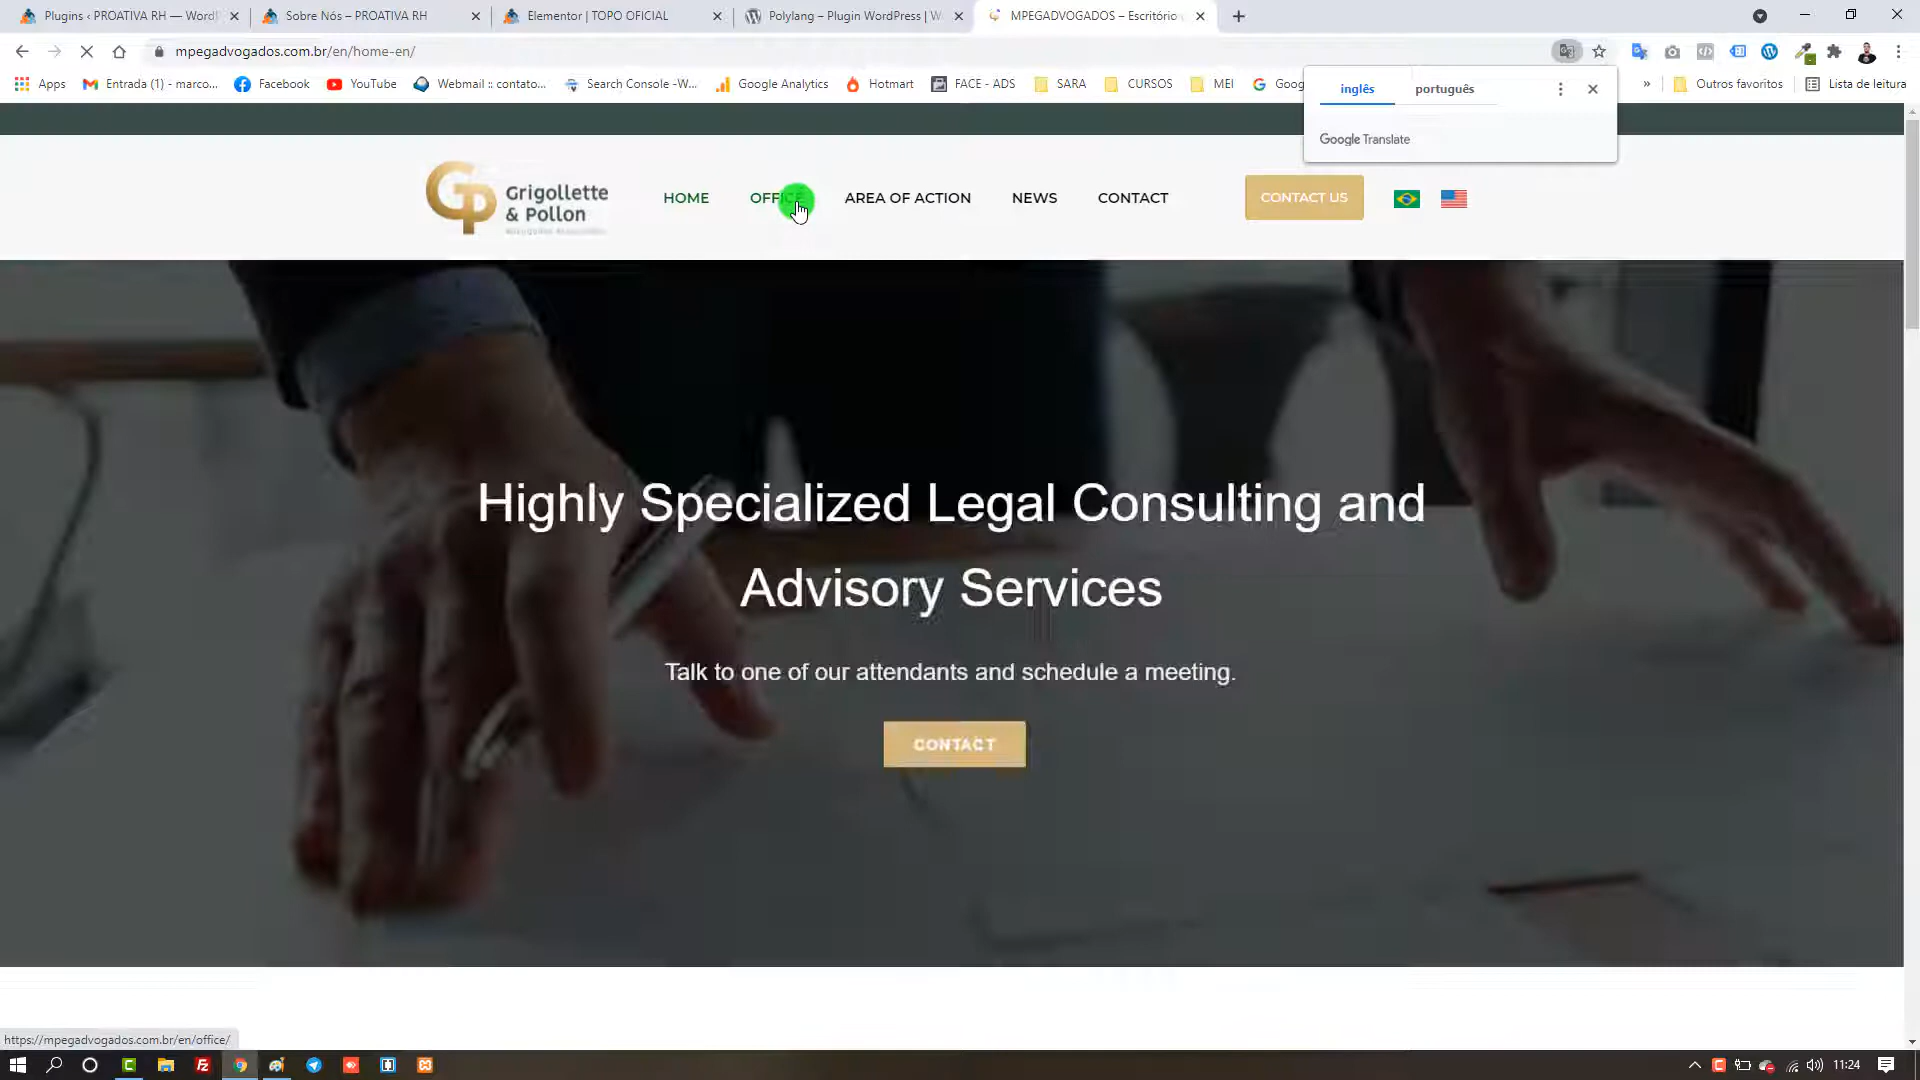 Plugins ‹ PROATIVA RH — WordP
Sobre Nós – PROATIVA RH
Elementor | TOPO OFICIAL
Polylang – Plugin WordPress | W
MPEGADVOGADOS – Escritório
mpegadvogados.com.br/en/home-en/
Apps
Entrada (1) - marco...
Facebook
YouTube
Webmail :: contato...
Search Console -W...
Google Analytics
Hotmart
FACE - ADS
SARA
CURSOS
MEI
Goog
»
Outros favoritos
Lista de leitura
inglês
português
Google Translate
Grigollette
& Pollon
HOME
OFFICE
AREA OF ACTION
NEWS
CONTACT
CONTACT US
Highly Specialized Legal Consulting and
Advisory Services
Talk to one of our attendants and schedule a meeting.
CONTACT
https://mpegadvogados.com.br/en/office/
11:24